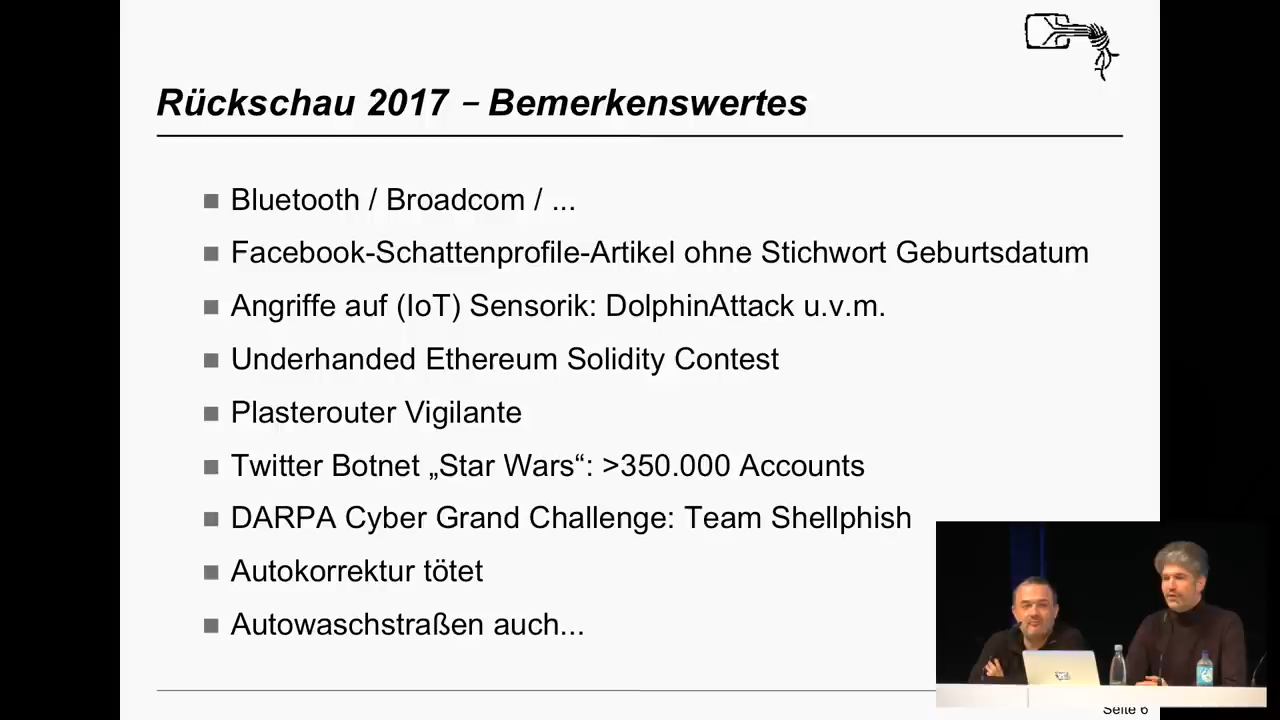 Rückschau 2017 – Bemerkenswertes
Bluetooth / Broadcom / ...
Facebook-Schattenprofile-Artikel ohne Stichwort Geburtsdatum
Angriffe auf (IoT) Sensorik: DolphinAttack u.v.m.
Underhanded Ethereum Solidity Contest
Plasterouter Vigilante
Twitter Botnet „Star Wars“: >350.000 Accounts
DARPA Cyber Grand Challenge: Team Shellphish
Autokorrektur tötet
Autowaschstraßen auch...
Seite 6